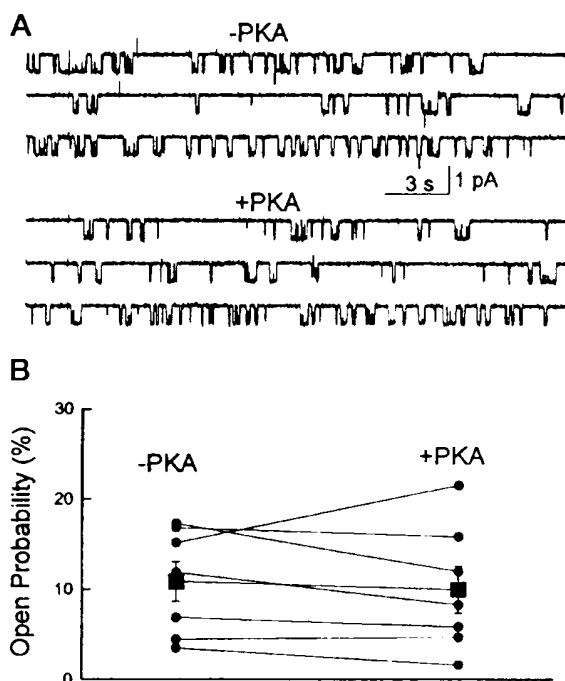 A
-PKA
3 s
1 pA
+PKA
B
Open Probability (%)
30
20
10
0
-PKA
+PKA